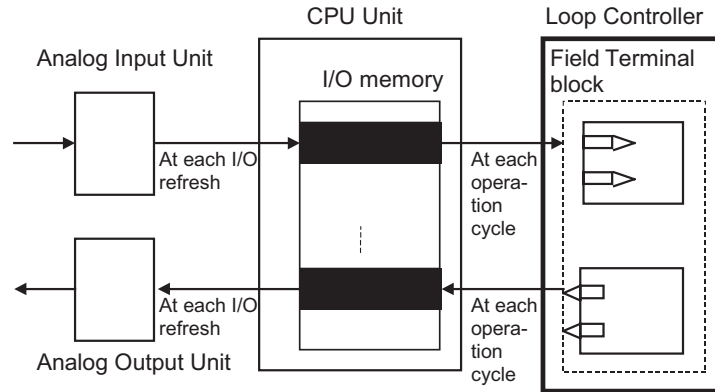 CPU Unit
Loop Controller
Analog Input Unit
I/O memory
Field Terminal
block
At each I/O
refresh
At each
opera-
tion
cycle
At each I/O
refresh
At each
opera-
tion
cycle
Analog Output Unit